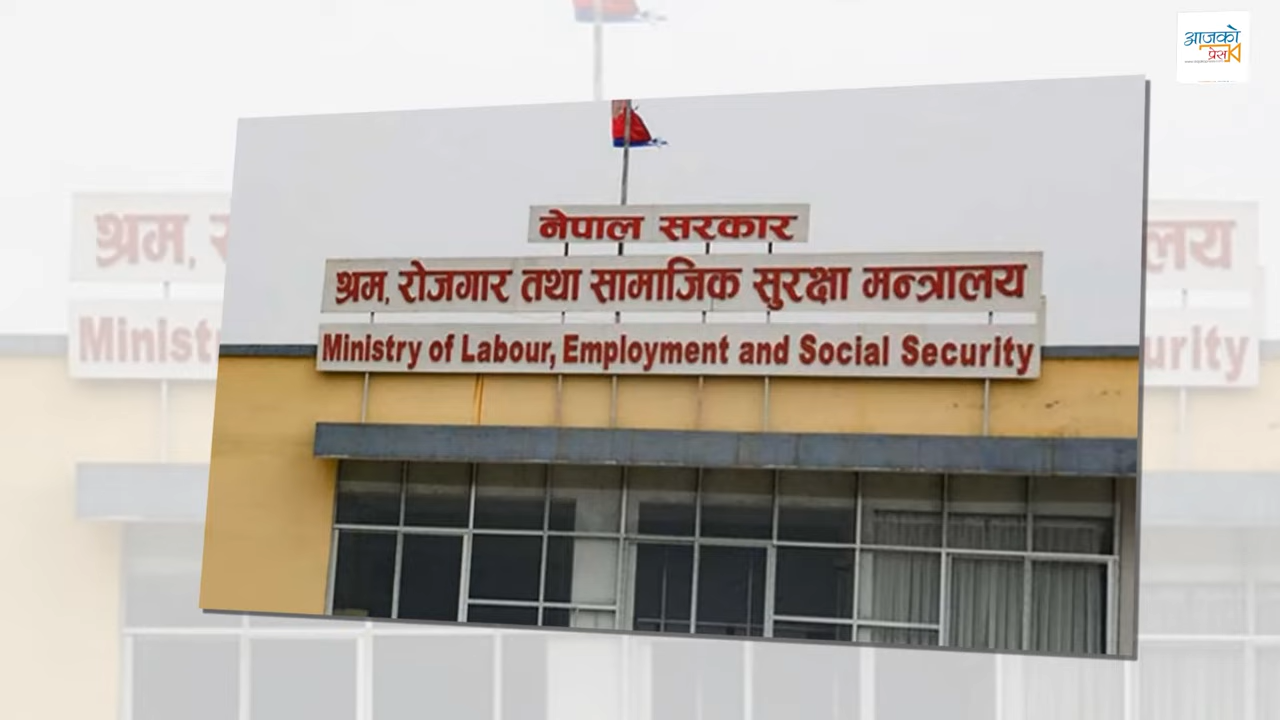 आजको
प्रेस
नेपाल सरकार
श्रम, रोजगार तथा सामाजिक सुरक्षा मन्त्रालय
Ministry of Labour, Employment and Social Security